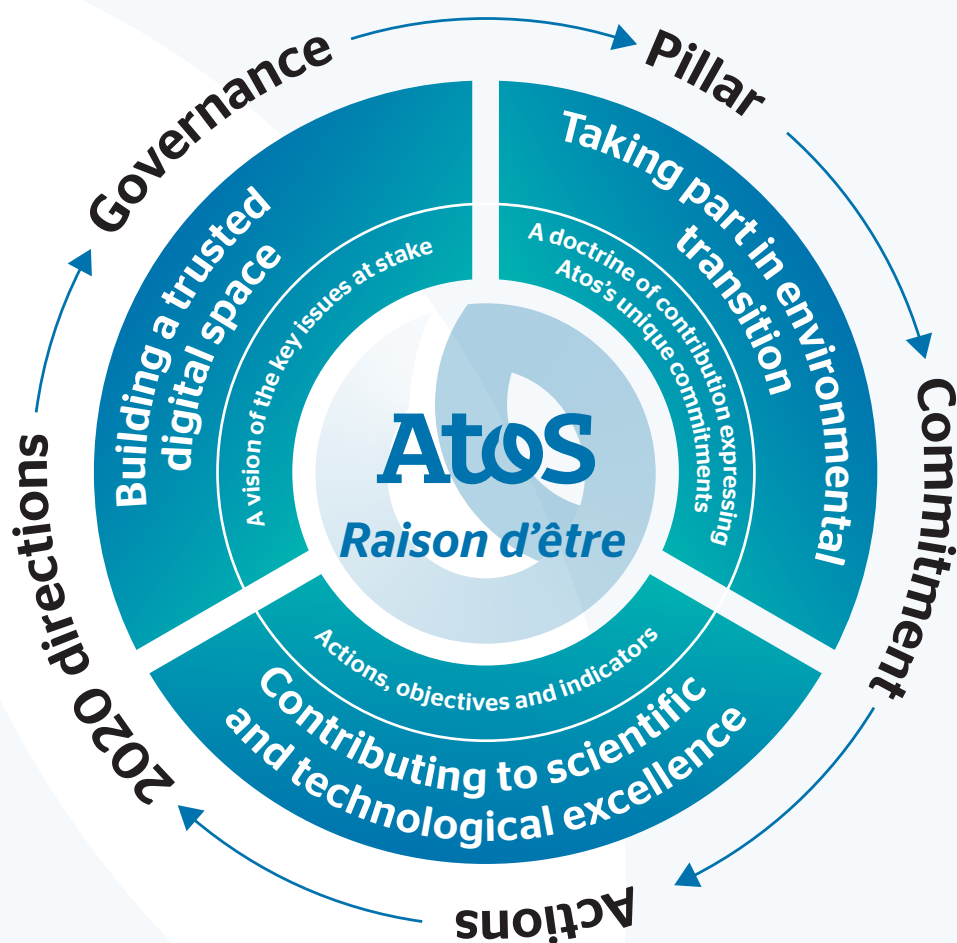 Governance
Pillar
Commitment
Actions
2020 directions
Building a trusted
digital space
A vision of the key issues at stake
Taking part in environmental
transition
A doctrine of contribution expressing
Atos's unique commitments
Actions, objectives and indicators
Contributing to scientific
and technological excellence
Atos
Raison d'être